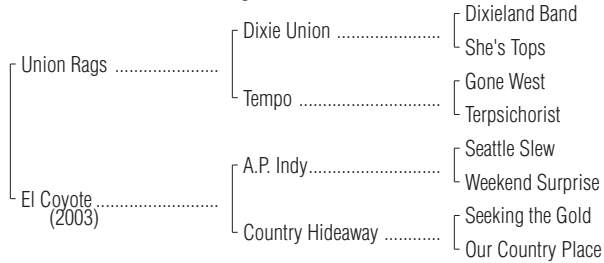 Dixieland Band
Dixie Union ....................
She's Tops
Union Rags ....................
Gone West
Tempo ...........................
Terpsichorist
Seattle Slew
A.P. Indy.........................
Weekend Surprise
El Coyote.......................
(2003)
Seeking the Gold
Country Hideaway ...........
Our Country Place